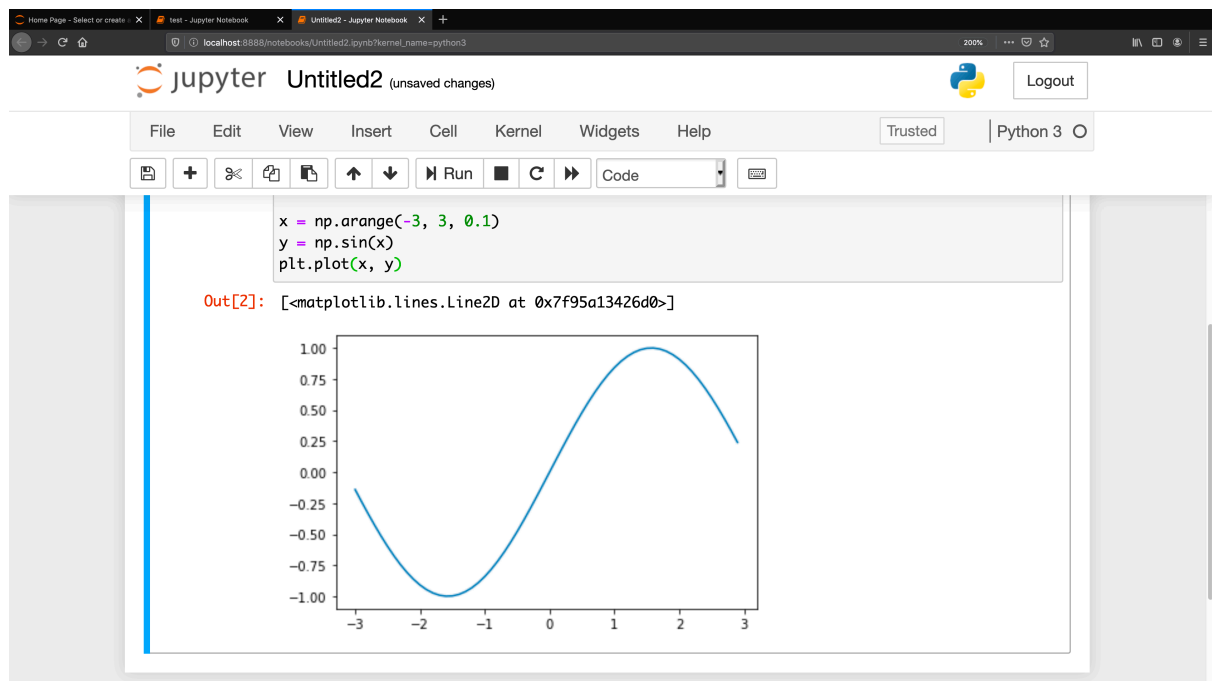 Home Page - Select or create a
test - Jupyter Notebook
Untitled2 - Jupyter Notebook
localhost:8888/notebooks/Untitled2.ipynb?kernel_name=python3
200%
jupyter Untitled2 (unsaved changes)
Logout
File Edit View Insert Cell Kernel Widgets Help
Trusted
Python 3
Run
Code
x = np.arange(-3, 3, 0.1)
y = np.sin(x)
plt.plot(x, y)
Out[2]: [<matplotlib.lines.Line2D at 0x7f95a13426d0>]
1.00
0.75
0.50
0.25
0.00
−0.25
−0.50
−0.75
−1.00
−3 −2 −1 0 1 2 3